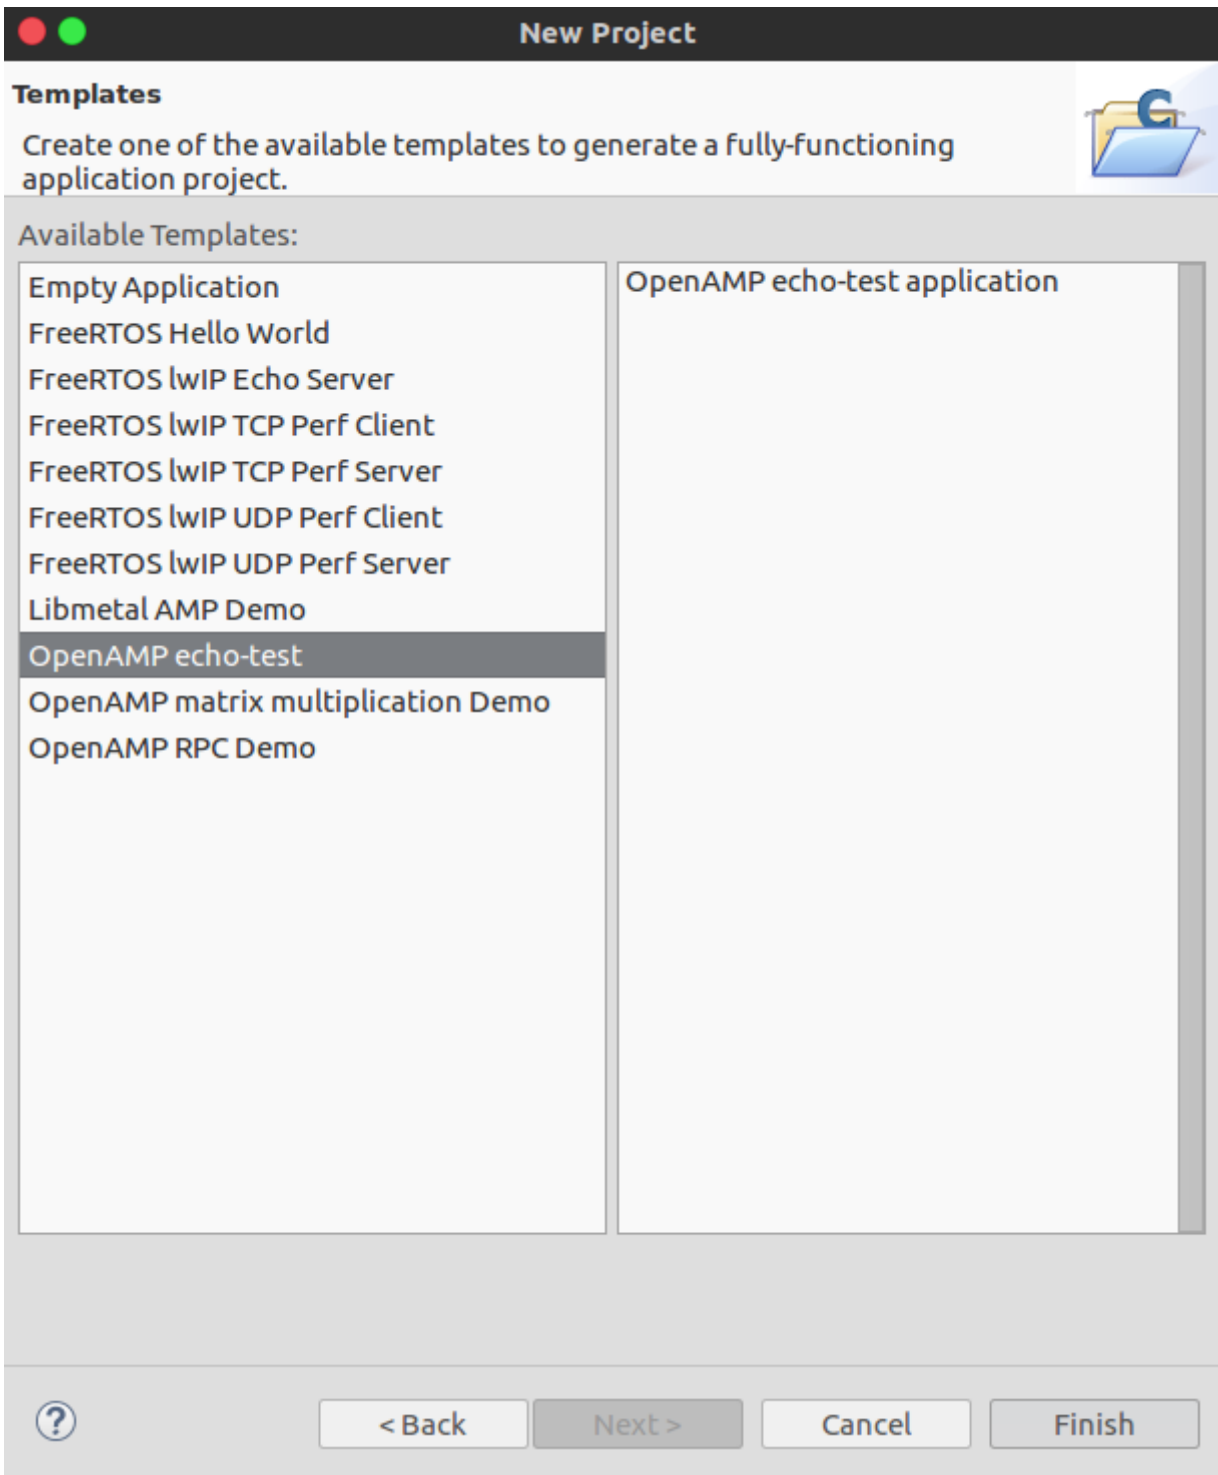 New Project
Templates
Create one of the available templates to generate a fully-functioning
application project.
Available Templates:
Empty Application
FreeRTOS Hello World
FreeRTOS lwIP Echo Server
FreeRTOS lwIP TCP Perf Client
FreeRTOS lwIP TCP Perf Server
FreeRTOS lwIP UDP Perf Client
FreeRTOS lwIP UDP Perf Server
Libmetal AMP Demo
OpenAMP echo-test
OpenAMP matrix multiplication Demo
OpenAMP RPC Demo
OpenAMP echo-test application
? < Back Next > Cancel Finish